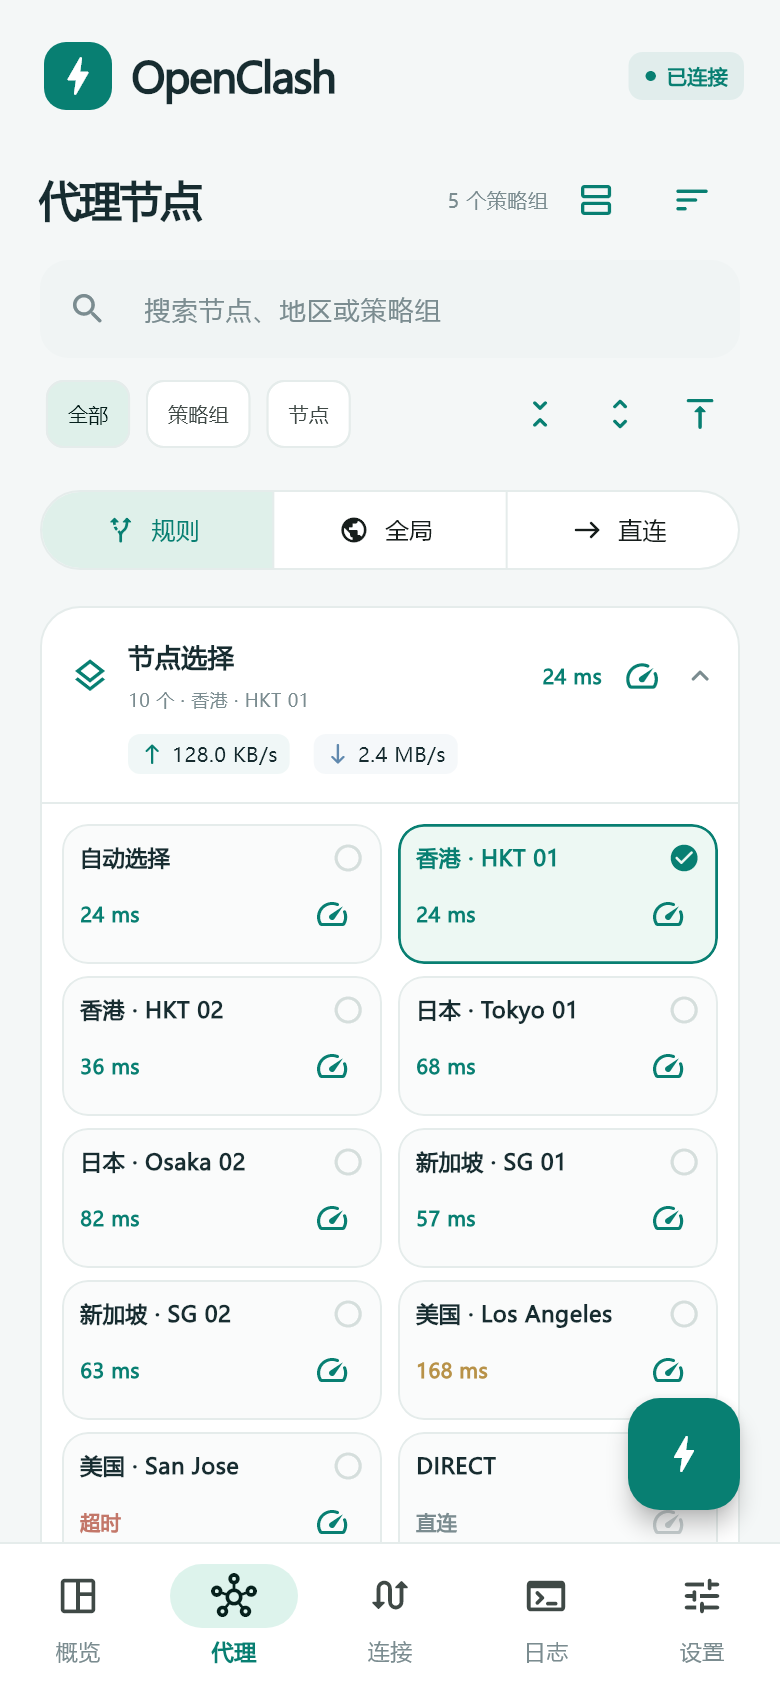 OpenClash
已连接
代理节点
5 个策略组
搜索节点、地区或策略组
全部
策略组
节点
规则
全局
直连
节点选择
24 ms
10 个 · 香港 · HKT 01
128.0 KB/s
2.4 MB/s
自动选择
24 ms
香港 · HKT 01
24 ms
香港 · HKT 02
36 ms
日本 · Tokyo 01
68 ms
日本 · Osaka 02
82 ms
新加坡 · SG 01
57 ms
新加坡 · SG 02
63 ms
美国 · Los Angeles
168 ms
美国 · San Jose
超时
DIRECT
直连
概览
代理
连接
日志
设置